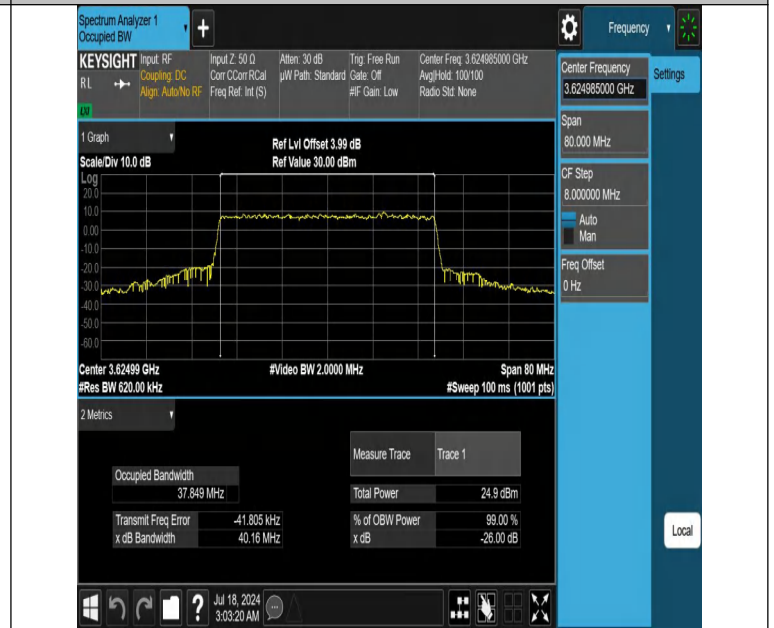 Spectrum Analyzer 1
Occupied BW
+
Frequency
KEYSIGHT
RL
LXI
Input: RF
Coupling: DC
Align: Auto/No RF
Input Z: 50 Ω
Corr CCorr RCal
Freq Ref: Int (S)
Atten: 30 dB
µW Path: Standard
Trig: Free Run
Gate: Off
#IF Gain: Low
Center Freq: 3.624985000 GHz
Avg|Hold: 100/100
Radio Std: None
Center Frequency
3.624985000 GHz
Settings
Span
80.000 MHz
CF Step
8.000000 MHz
Auto
Man
Freq Offset
0 Hz
1 Graph
Scale/Div 10.0 dB
Ref Lvl Offset 3.99 dB
Ref Value 30.00 dBm
Log
20.0
10.0
0.00
-10.0
-20.0
-30.0
-40.0
-50.0
-60.0
Center 3.62499 GHz
#Video BW 2.0000 MHz
Span 80 MHz
#Res BW 620.00 kHz
#Sweep 100 ms (1001 pts)
2 Metrics
Measure Trace Trace 1
Occupied Bandwidth
37.849 MHz
Total Power 24.9 dBm
Transmit Freq Error -41.805 kHz
% of OBW Power 99.00 %
x dB Bandwidth 40.16 MHz
x dB -26.00 dB
Local
?
Jul 18, 2024
3:03:20 AM